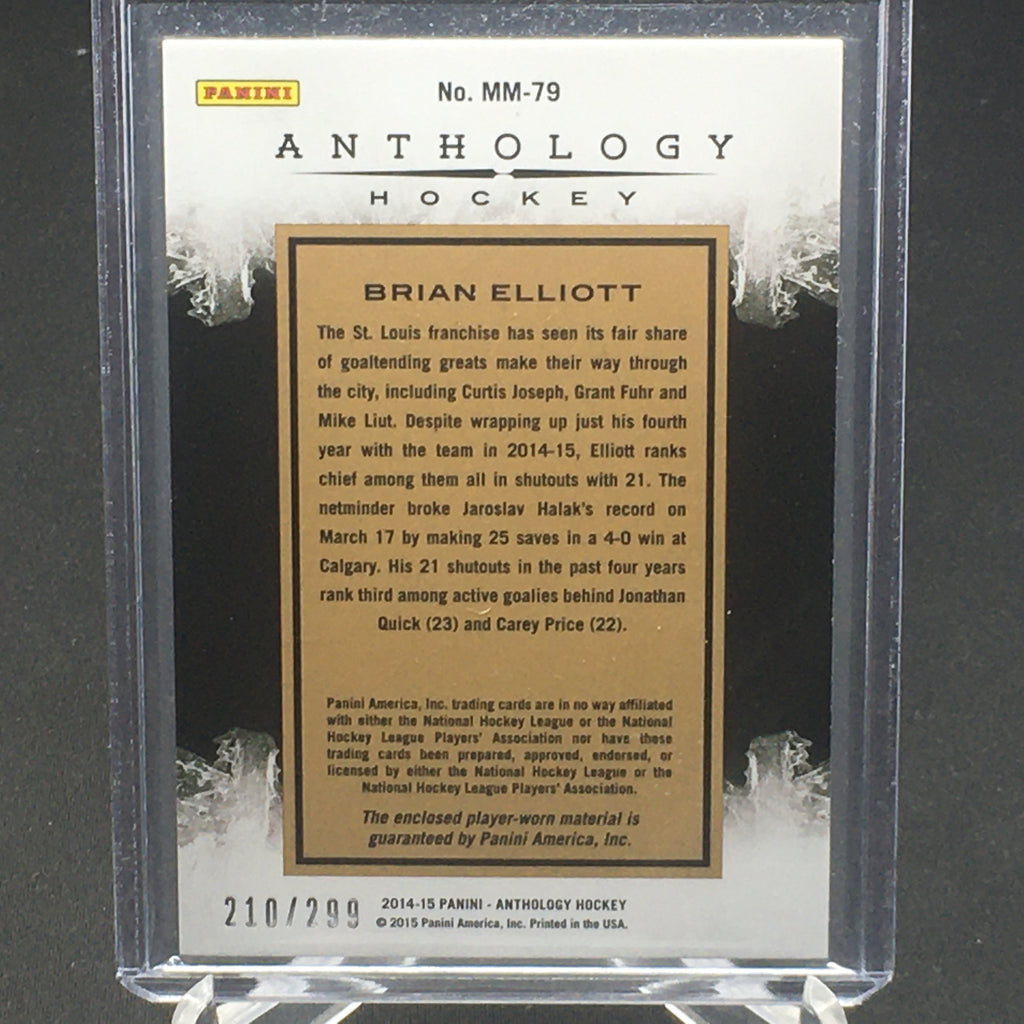 PANINI
No. MM-79
ANTHOLOGY
HOCKEY
BRIAN ELLIOTT
The St. Louis franchise has seen its fair share
of goaltending greats make their way through
the city, including Curtis Joseph, Grant Fuhr and
Mike Liut. Despite wrapping up just his fourth
year with the team in 2014-15, Elliott ranks
chief among them all in shutouts with 21. The
netminder broke Jaroslav Halak's record on
March 17 by making 25 saves in a 4-0 win at
Calgary. His 21 shutouts in the past four years
rank third among active goalies behind Jonathan
Quick (23) and Carey Price (22).
Panini America, Inc. trading cards are in no way affiliated
with either the National Hockey League or the National
Hockey League Players' Association nor have these
trading cards been prepared, approved, endorsed, or
licensed by either the National Hockey League or the
National Hockey League Players' Association.
The enclosed player-worn material is
guaranteed by Panini America, Inc.
210/299
2014-15 PANINI - ANTHOLOGY HOCKEY
© 2015 Panini America, Inc. Printed in the USA.